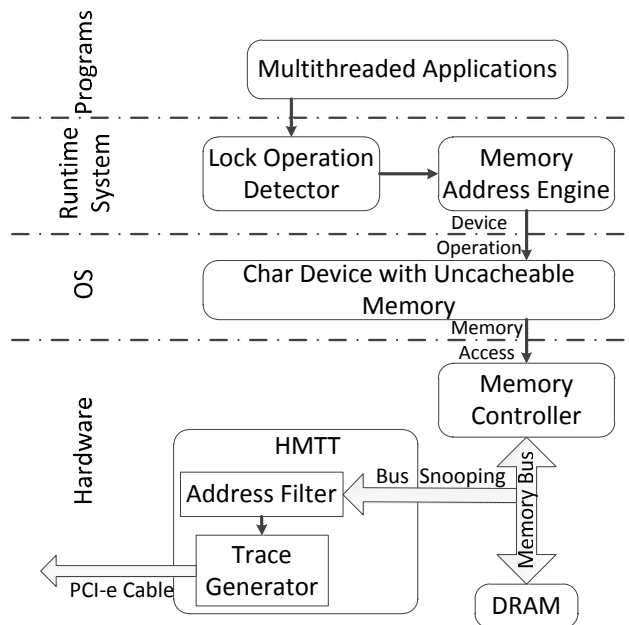 Programs
Multithreaded Applications
Runtime
System
Lock Operation
Detector
Memory
Address Engine
Device
Operation
OS
Char Device with Uncacheable
Memory
Memory
Access
Hardware
Memory
Controller
HMTT
Bus Snooping
Address Filter
Memory Bus
Trace
Generator
PCI-e Cable
DRAM